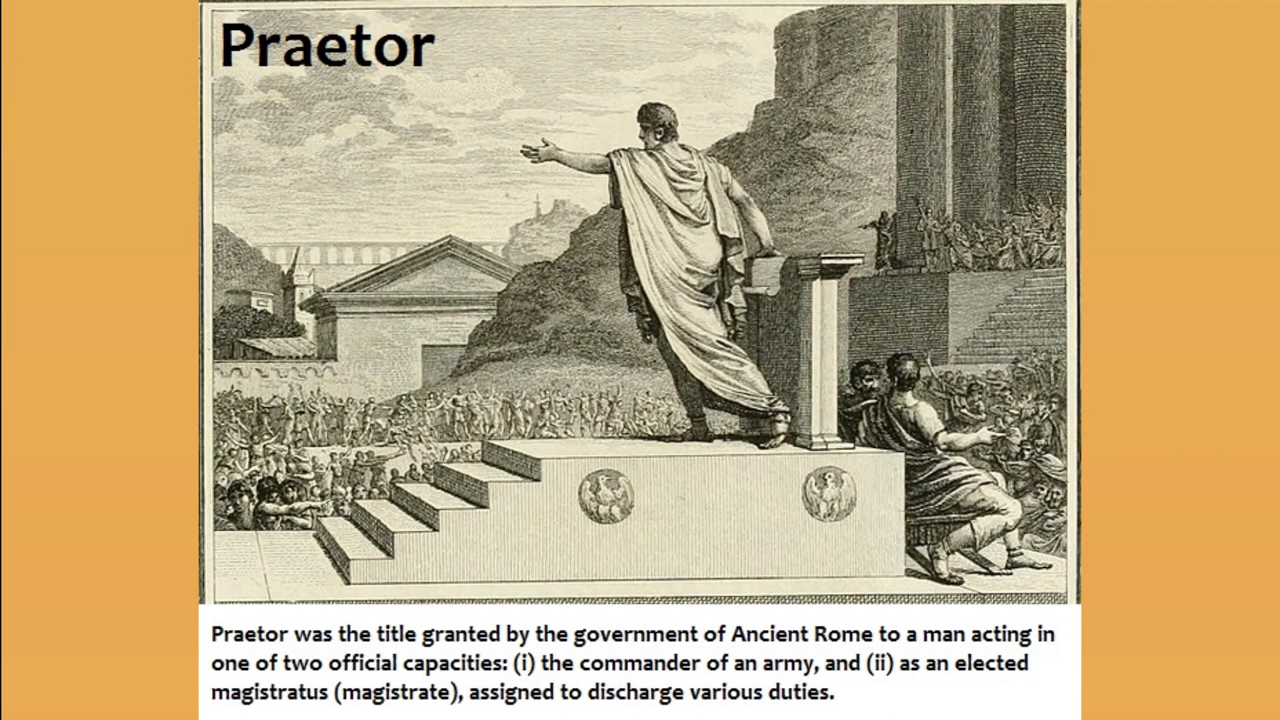 Praetor
Praetor was the title granted by the government of Ancient Rome to a man acting in
one of two official capacities: (i) the commander of an army, and (ii) as an elected
magistratus (magistrate), assigned to discharge various duties.